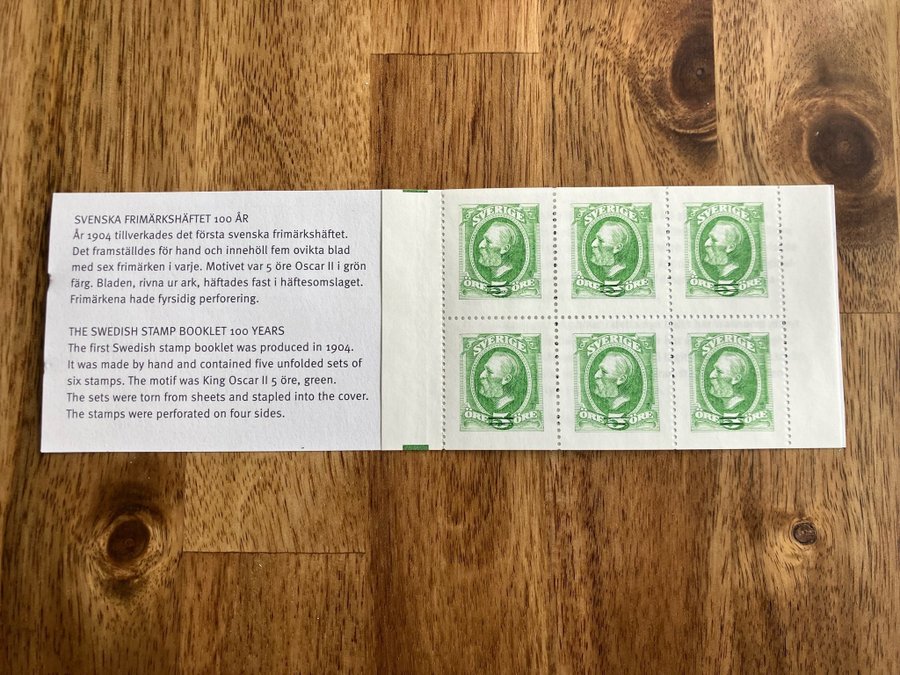 SVENSKA FRIMÄRKSHÄFTET 100 ÅR
År 1904 tillverkades det första svenska frimärkshäftet.
Det framställdes för hand och innehöll fem ovikta blad
med sex frimärken i varje. Motivet var 5 öre Oscar II i grön
färg. Bladen, rivna ur ark, häftades fast i häftesomslaget.
Frimärkena hade fyrsidig perforering.
THE SWEDISH STAMP BOOKLET 100 YEARS
The first Swedish stamp booklet was produced in 1904.
It was made by hand and contained five unfolded sets of
six stamps. The motif was King Oscar II 5 öre, green.
The sets were torn from sheets and stapled into the cover.
The stamps were perforated on four sides.
SVERIGE
ÖRE 5 ÖRE
SVERIGE
ÖRE 5 ÖRE
SVERIGE
ÖRE 5 ÖRE
SVERIGE
ÖRE 5 ÖRE
SVERIGE
ÖRE 5 ÖRE
SVERIGE
ÖRE 5 ÖRE